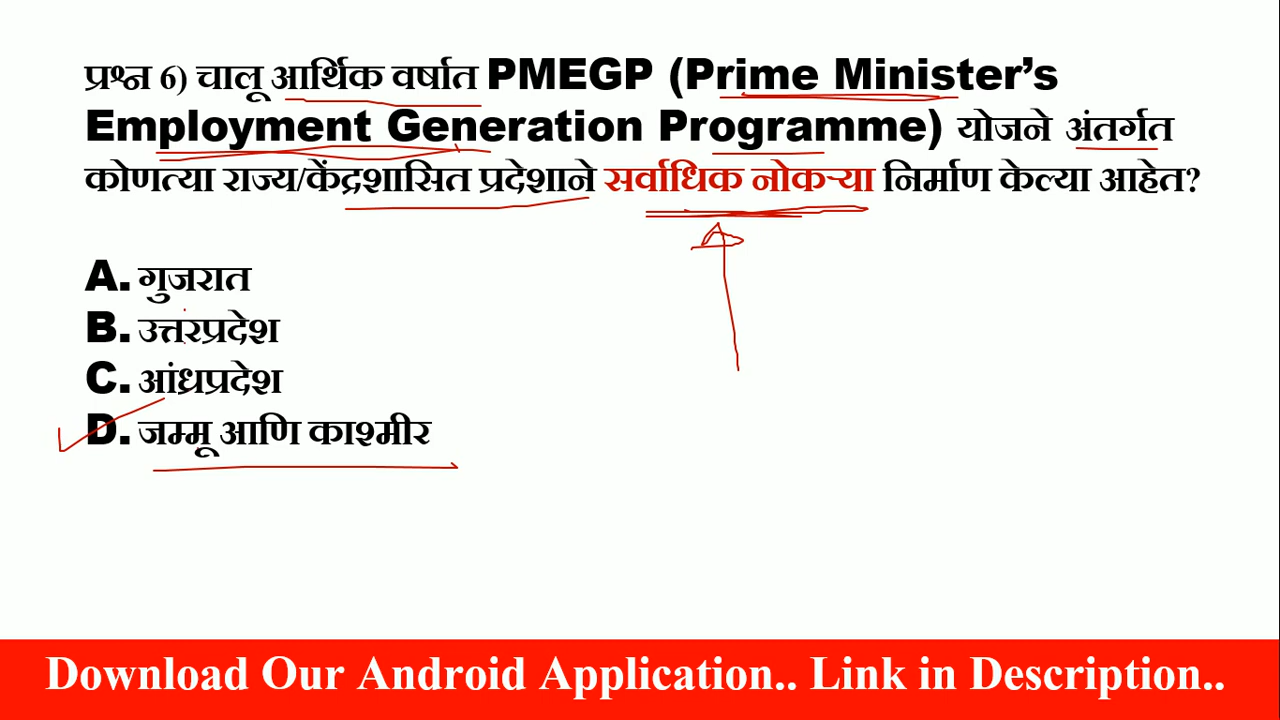 प्रश्न 6) चालू आर्थिक वर्षात PMEGP (Prime Minister’s
Employment Generation Programme) योजने अंतर्गत
कोणत्या राज्य/केंद्रशासित प्रदेशाने सर्वाधिक नोकऱ्या निर्माण केल्या आहेत?
A. गुजरात
B. उत्तरप्रदेश
C. आंध्रप्रदेश
D. जम्मू आणि काश्मीर
Download Our Android Application.. Link in Description..